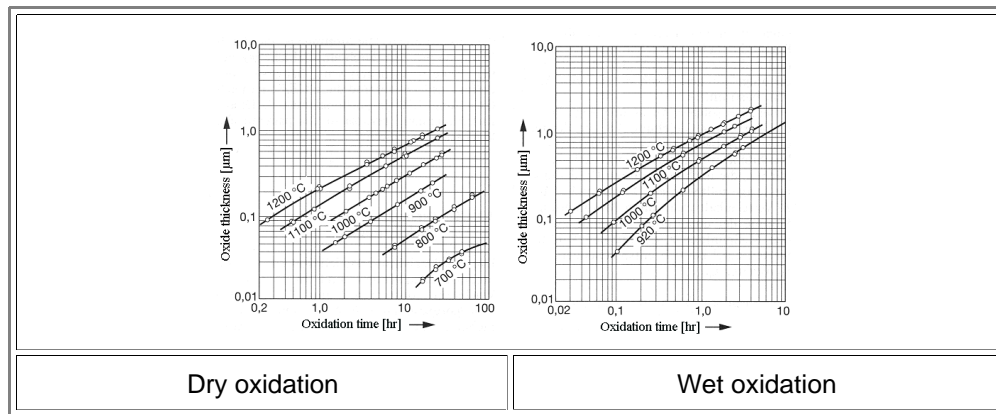 10,0
1,0
0,1
0,01
Oxide thickness [µm]
1200 °C
1100 °C
1000 °C
900 °C
800 °C
700 °C
0,2
1,0
10
100
Oxidation time [hr]
10,0
1,0
0,1
0,01
Oxide thickness [µm]
1200 °C
1100 °C
1000 °C
920 °C
0,02
0,1
1,0
10
Oxidation time [hr]
Dry oxidation
Wet oxidation